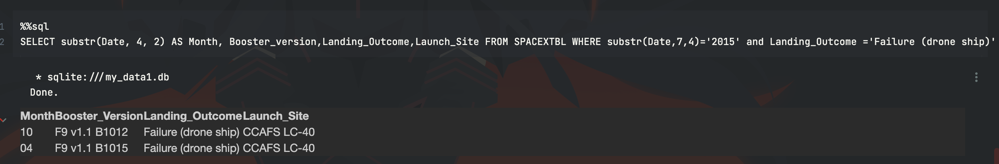 1 %%sql
2 SELECT substr(Date, 4, 2) AS Month, Booster_version,Landing_Outcome,Launch_Site FROM SPACEXTBL WHERE substr(Date,7,4)='2015' and Landing_Outcome ='Failure (drone ship)'
* sqlite:///my_data1.db
Done.
Month Booster_Version Landing_Outcome Launch_Site
10 F9 v1.1 B1012 Failure (drone ship) CCAFS LC-40
04 F9 v1.1 B1015 Failure (drone ship) CCAFS LC-40